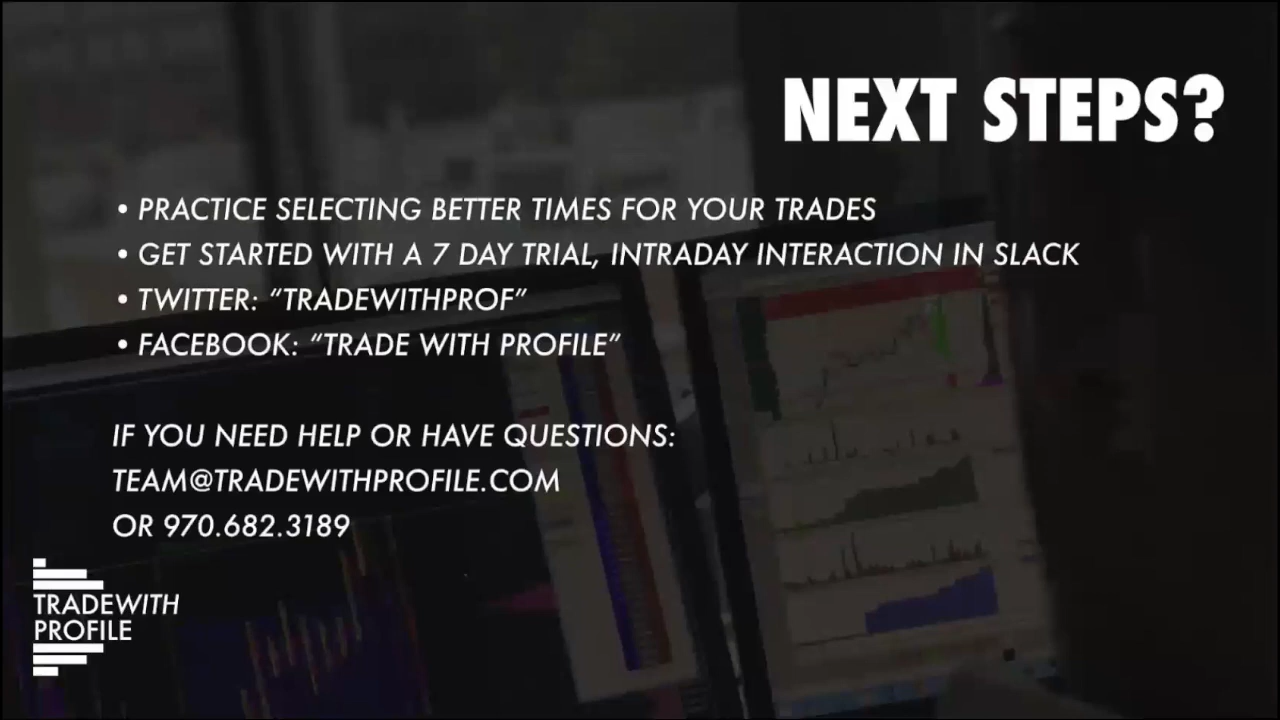 NEXT STEPS?
• PRACTICE SELECTING BETTER TIMES FOR YOUR TRADES
• GET STARTED WITH A 7 DAY TRIAL, INTRADAY INTERACTION IN SLACK
• TWITTER: “TRADEWITHPROF”
• FACEBOOK: “TRADE WITH PROFILE”
IF YOU NEED HELP OR HAVE QUESTIONS:
TEAM@TRADEWITHPROFILE.COM
OR 970.682.3189
TRADEWITH
PROFILE